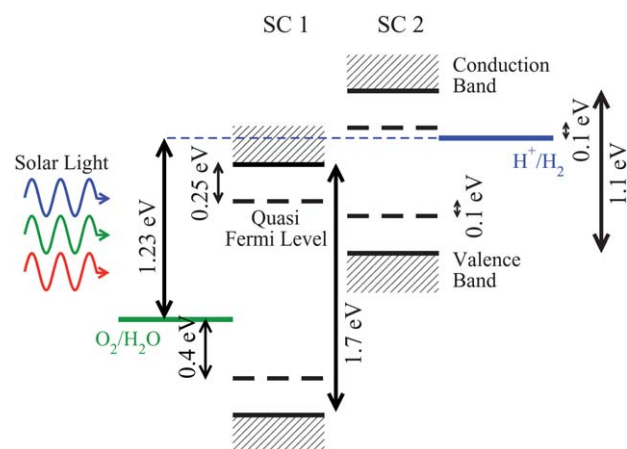 SC 1
SC 2
Conduction
Band
0.1 eV
H⁺/H₂
1.1 eV
Solar Light
1.23 eV
0.25 eV
Quasi
Fermi Level
0.1 eV
Valence
Band
O₂/H₂O
0.4 eV
1.7 eV